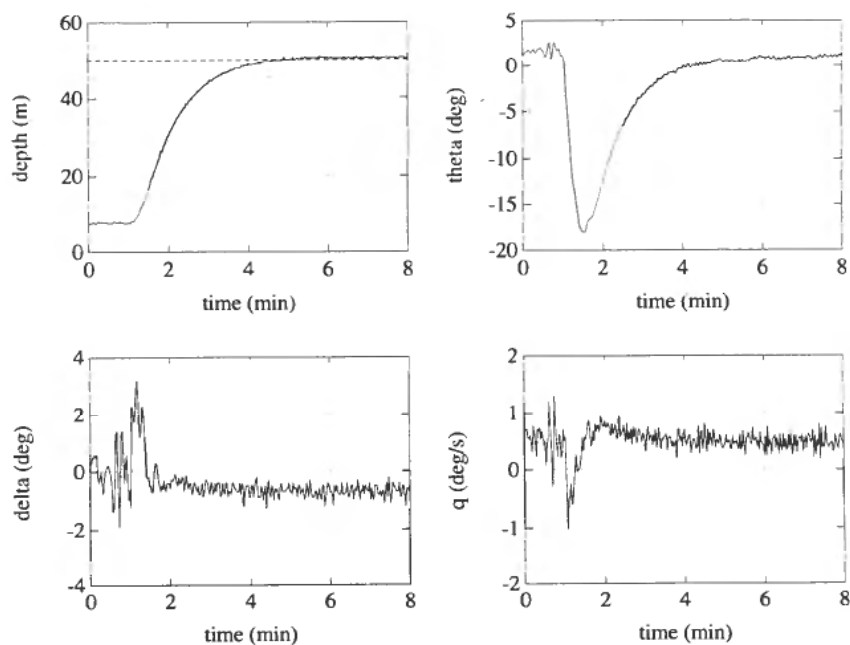 60
40
20
0
depth (m)
0 2 4 6 8
time (min)
5
0
-5
-10
-15
-20
theta (deg)
0 2 4 6 8
time (min)
4
2
0
-2
-4
delta (deg)
0 2 4 6 8
time (min)
2
1
0
-1
-2
q (deg/s)
0 2 4 6 8
time (min)